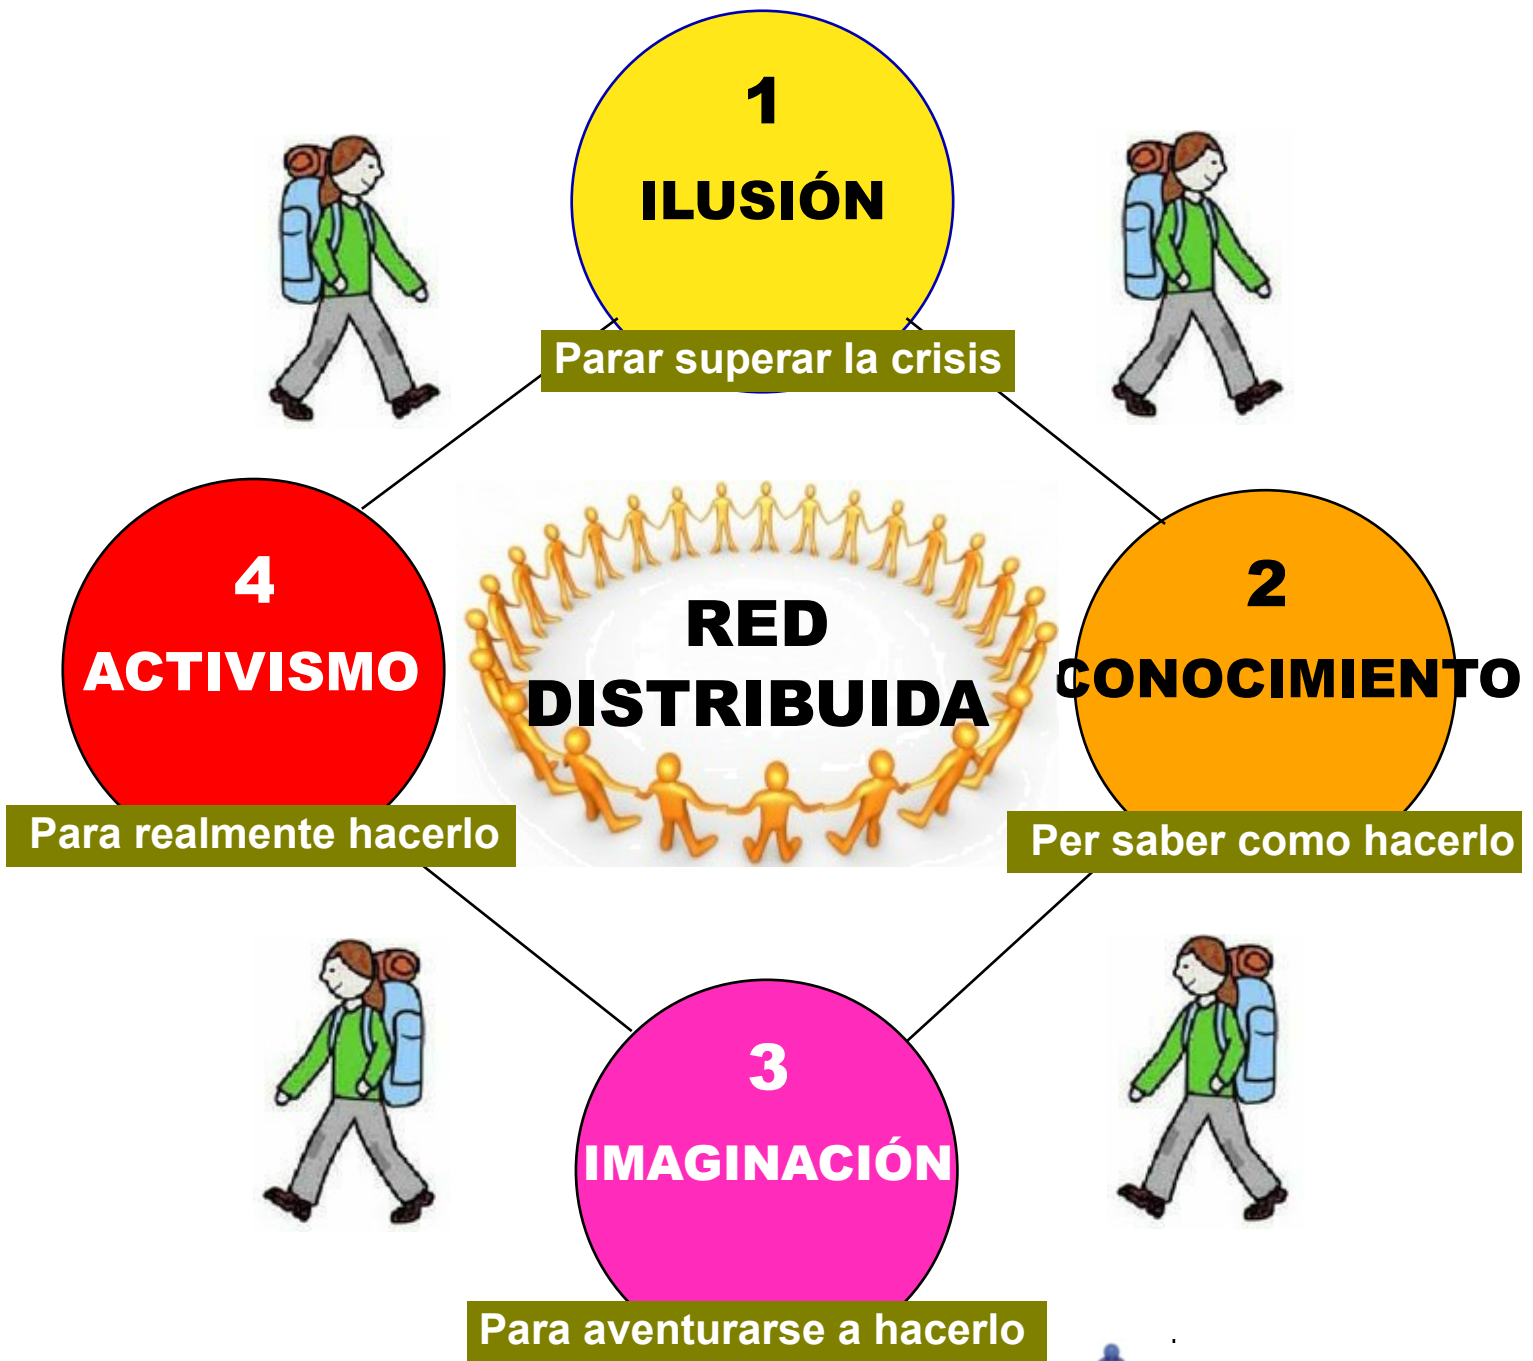 1
ILUSIÓN
Parar superar la crisis
4
ACTIVISMO
Para realmente hacerlo
RED
DISTRIBUIDA
2
CONOCIMIENTO
Per saber como hacerlo
3
IMAGINACIÓN
Para aventurarse a hacerlo